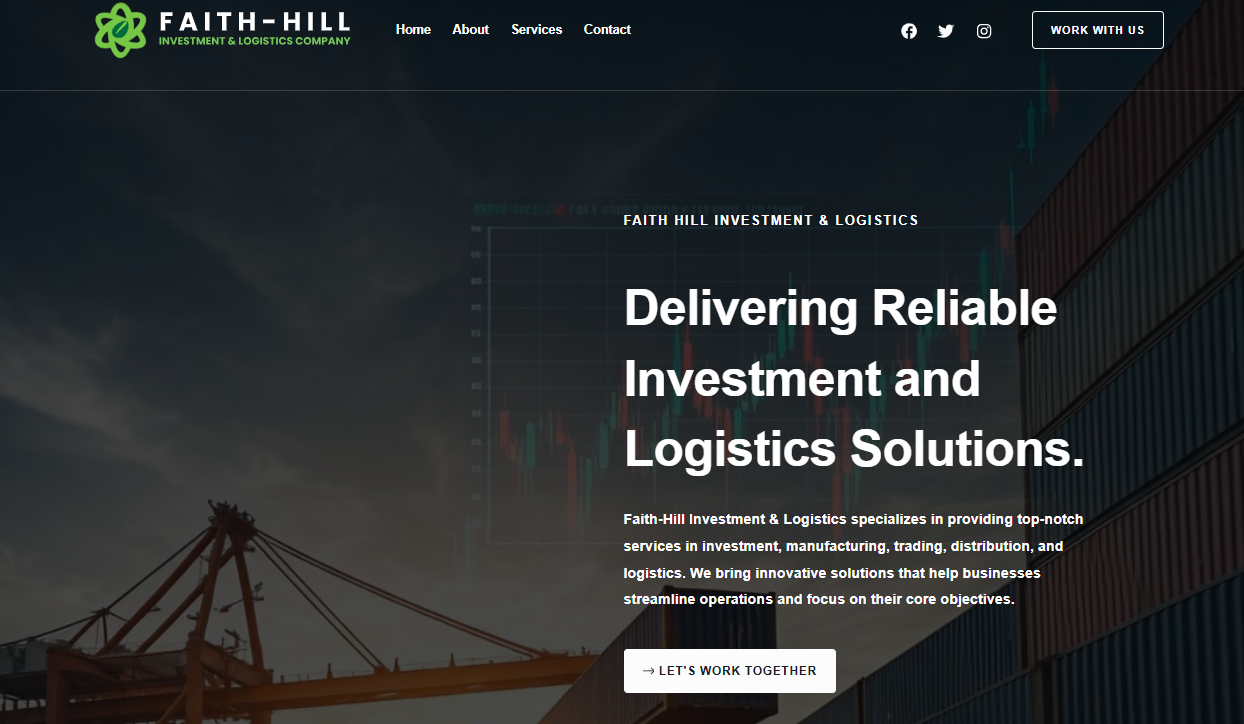 FAITH-HILL
INVESTMENT & LOGISTICS COMPANY
Home About Services Contact
WORK WITH US
FAITH HILL INVESTMENT & LOGISTICS
Delivering Reliable
Investment and
Logistics Solutions.
Faith-Hill Investment & Logistics specializes in providing top-notch
services in investment, manufacturing, trading, distribution, and
logistics. We bring innovative solutions that help businesses
streamline operations and focus on their core objectives.
→ LET'S WORK TOGETHER